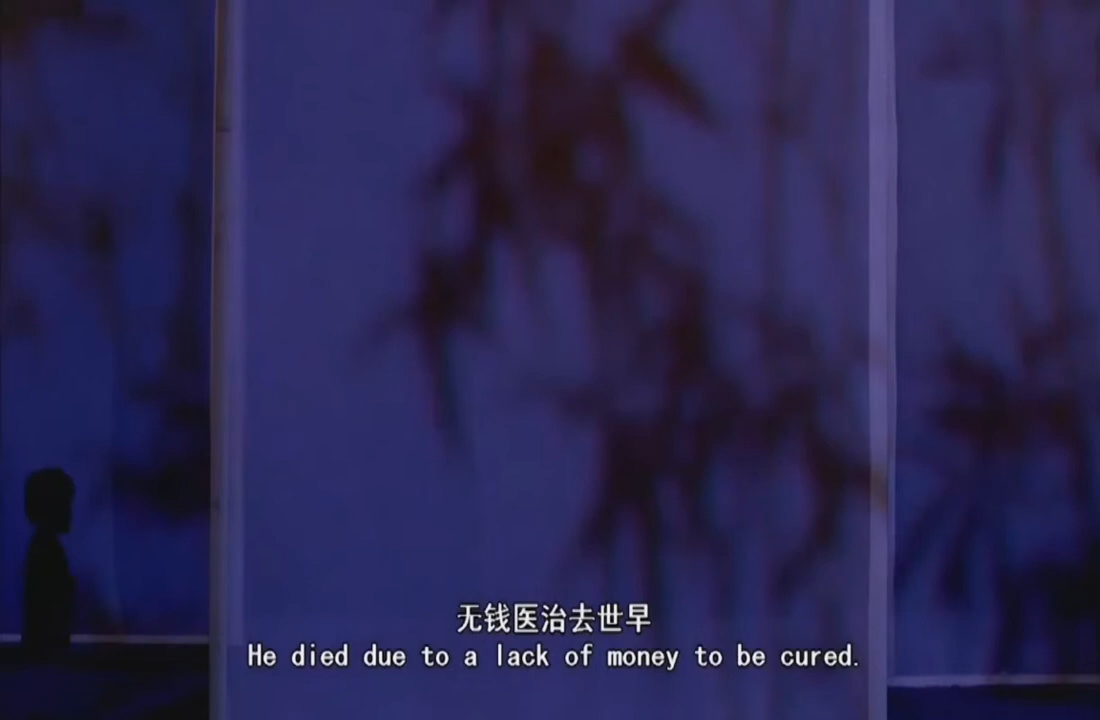 无钱医治去世早
He died due to a lack of money to be cured.